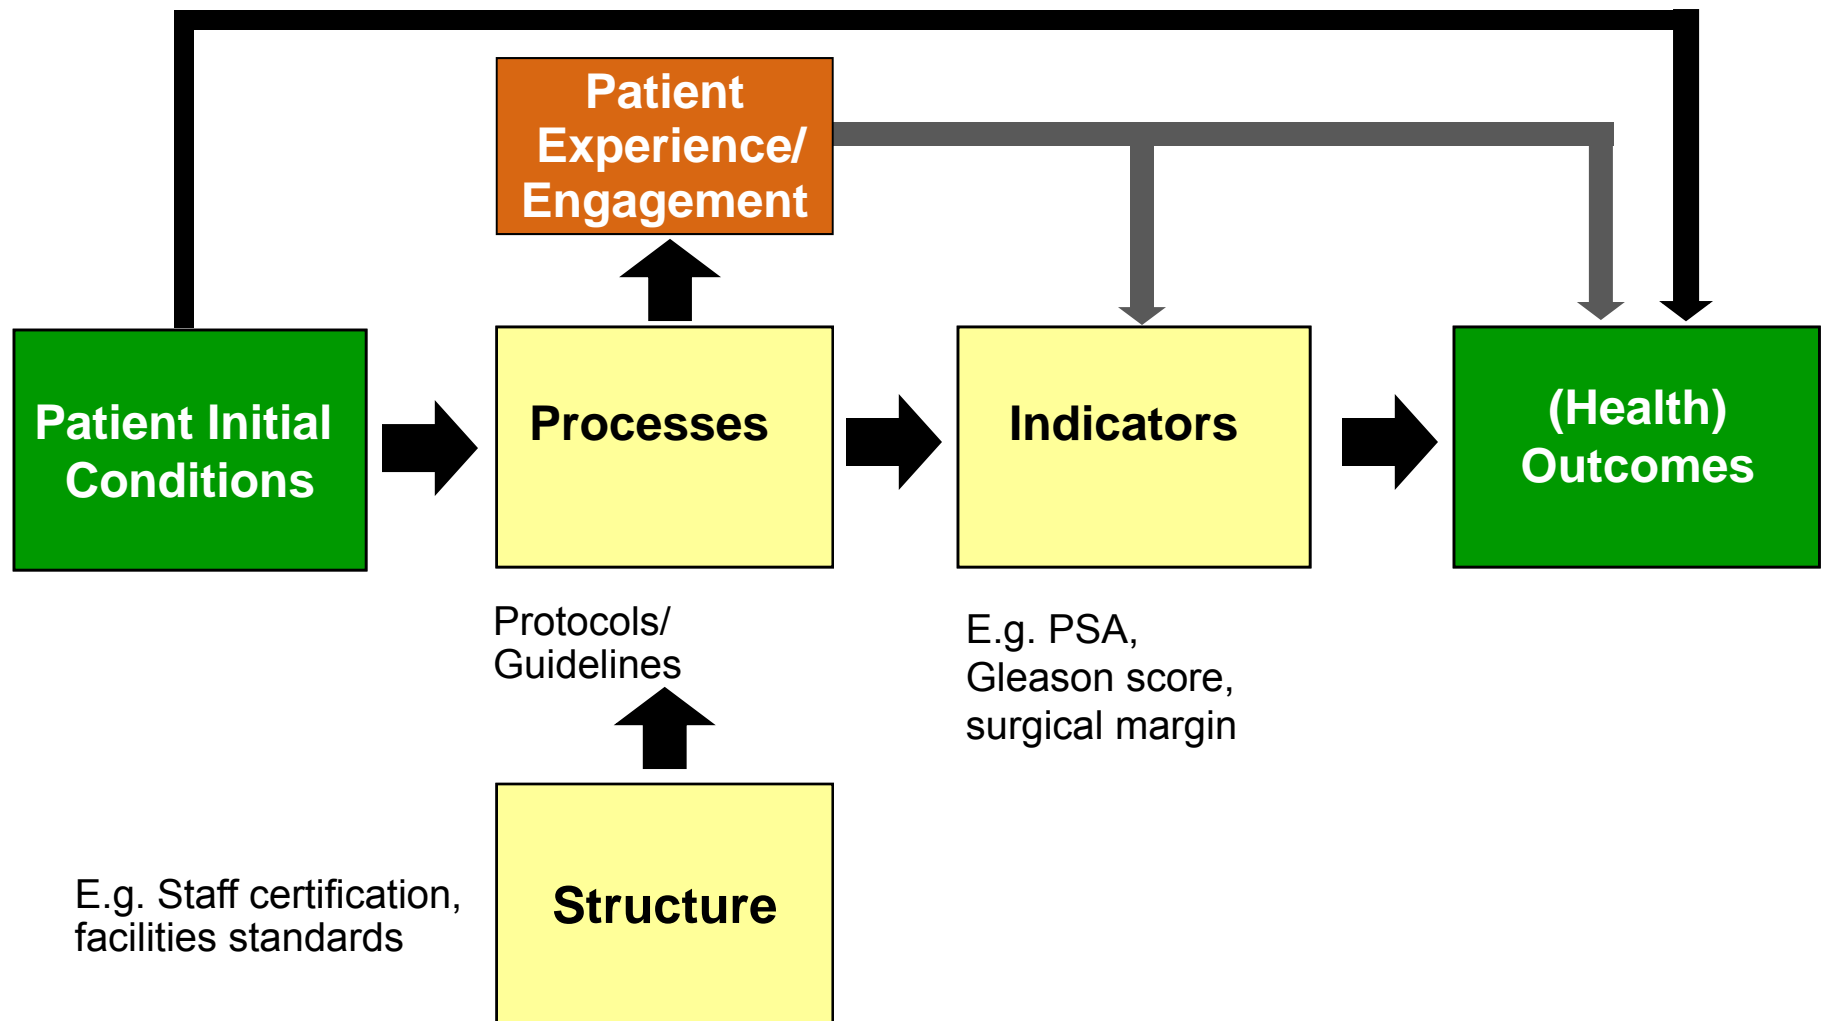 Patient
Experience/
Engagement
Patient Initial
Conditions
Processes
Indicators
(Health)
Outcomes
Protocols/
Guidelines
E.g. PSA,
Gleason score,
surgical margin
E.g. Staff certification,
facilities standards
Structure